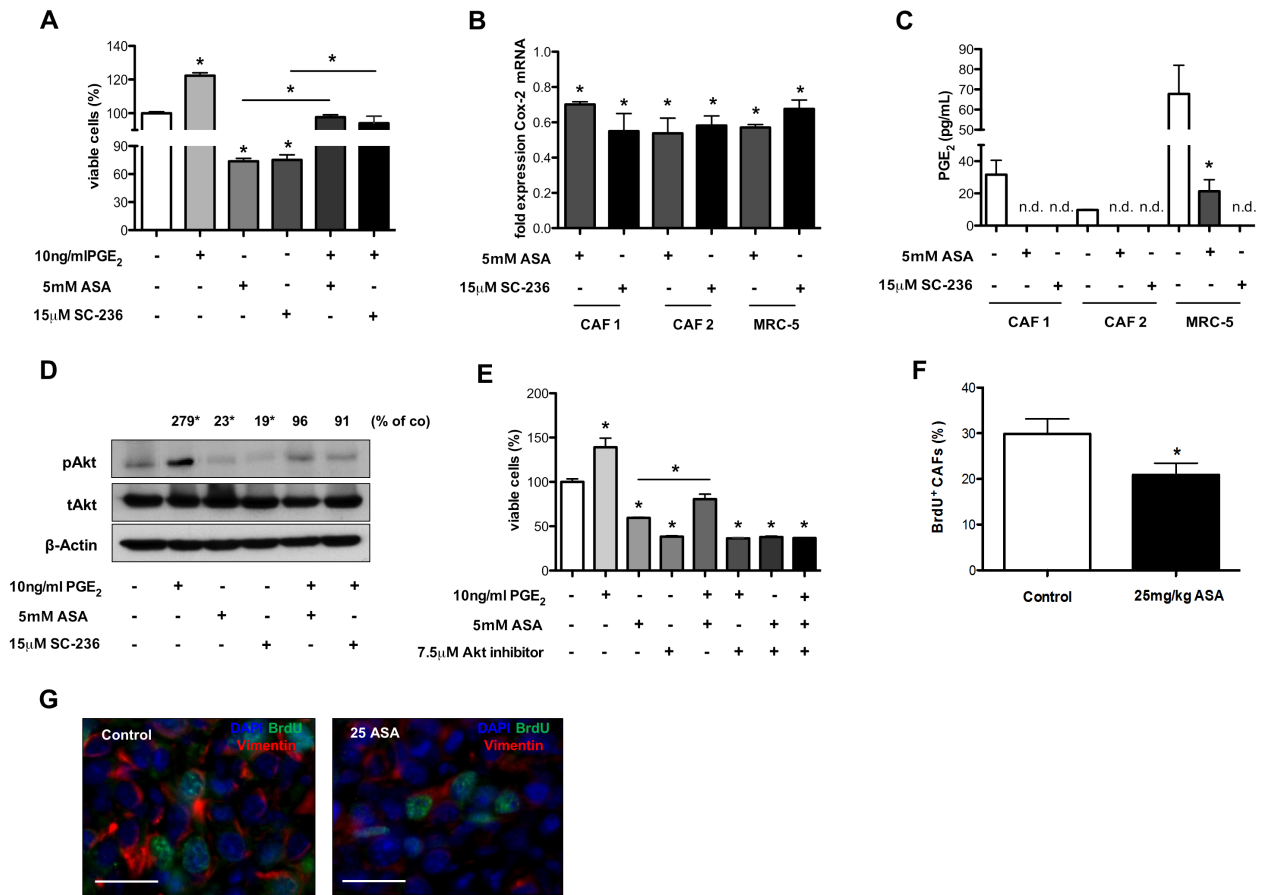 A
viable cells (%)
140
120
100
90
60
30
0
*
*
*
*
*
10ng/mlPGE2 - + - - + +
5mM ASA - - + - + -
15μM SC-236 - - - + - +
B
fold expression Cox-2 mRNA
1.0
0.8
0.6
0.4
0.2
0.0
* * * * * *
5mM ASA + - + - + -
15μM SC-236 - + - + - +
CAF 1 CAF 2 MRC-5
C
PGE2 (pg/mL)
90
80
70
60
50
40
20
0
n.d. n.d. n.d. n.d. * n.d.
5mM ASA - + - - + - - + -
15μM SC-236 - - + - - + - - +
CAF 1 CAF 2 MRC-5
D
279* 23* 19* 96 91 (% of co)
pAkt
tAkt
β-Actin
10ng/ml PGE2 - + - - + +
5mM ASA - - + - + -
15μM SC-236 - - - + - +
E
viable cells (%)
200
150
100
50
0
* * * * * * *
10ng/ml PGE2 - + - - + + - +
5mM ASA - - + - + - + +
7.5μM Akt inhibitor - - - + - + + +
F
BrdU+ CAFs (%)
40
30
20
10
0
*
Control 25mg/kg ASA
G
Control DAPI BrdU
Vimentin
25 ASA DAPI BrdU
Vimentin